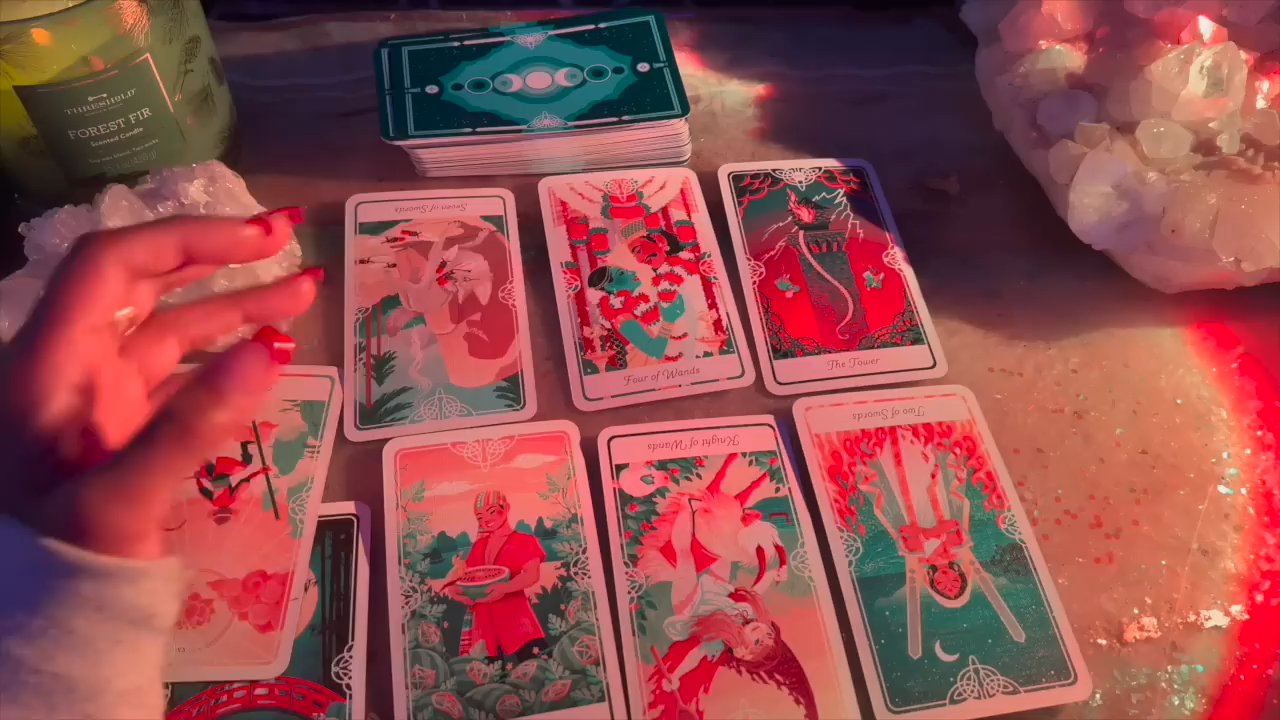 THRESHOLD
FOREST FIR
Scented Candle
Seven of Swords
Four of Wands
The Tower
Knight of Wands
Two of Swords